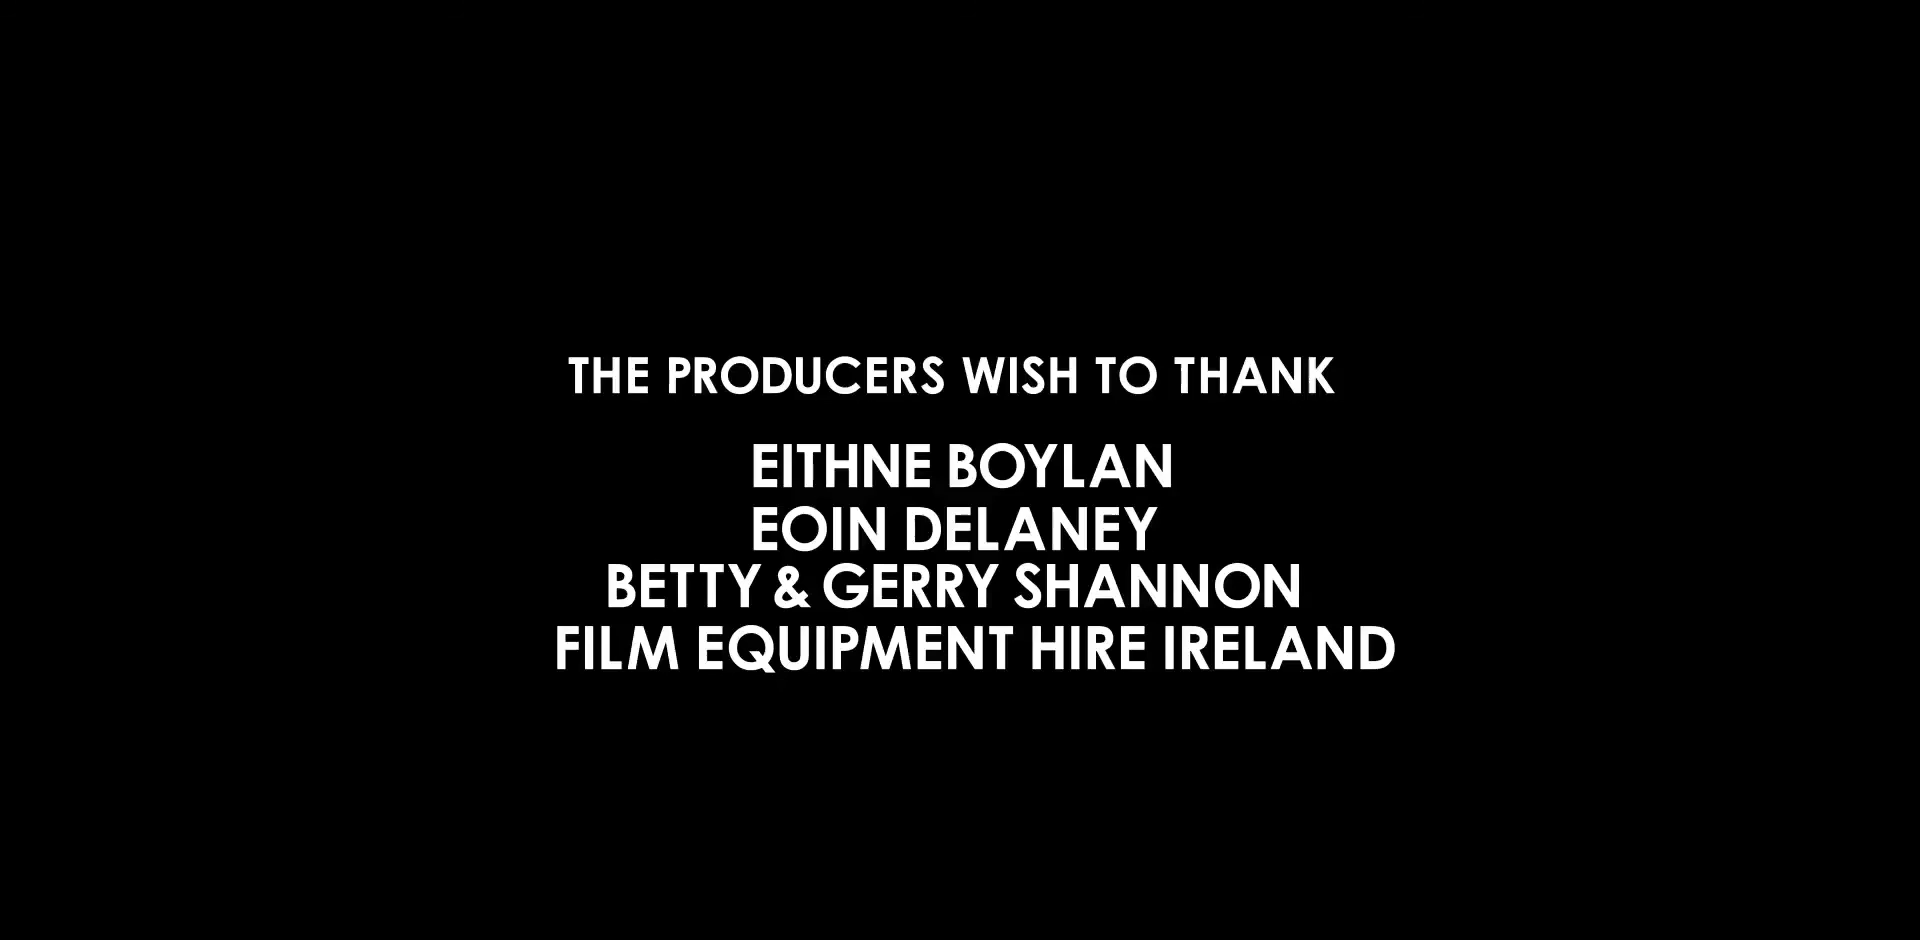 THE PRODUCERS WISH TO THANK
EITHNE BOYLAN
EOIN DELANEY
BETTY & GERRY SHANNON
FILM EQUIPMENT HIRE IRELAND